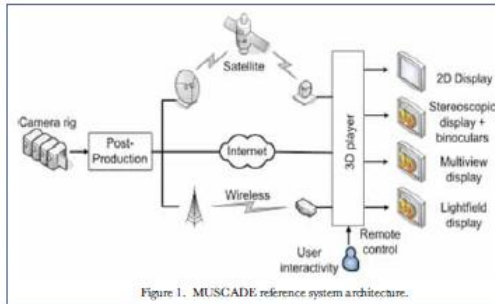 Satellite
Camera rig
Post-
Production
Internet
Wireless
3D player
2D Display
Stereoscopic
display +
binoculars
Multiview
display
Lightfield
display
Remote
control
User
interactivity
Figure 1. MUSCADE reference system architecture.